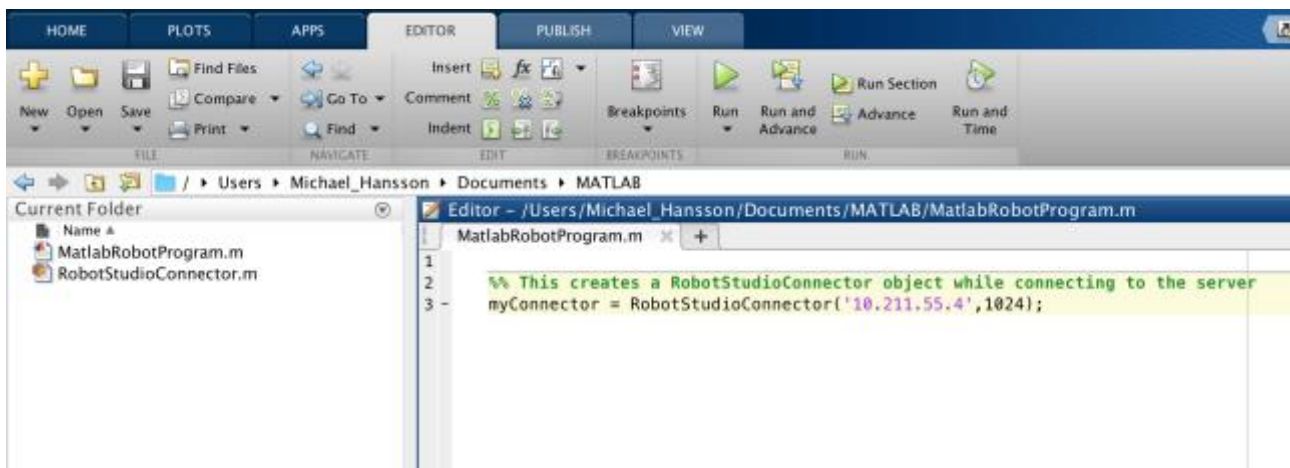 HOME PLOTS APPS EDITOR PUBLISH VIEW
Find Files Insert fx
New Open Save Compare Go To Comment Breakpoints Run Run and Advance Run Section Run and Time
Print Find Indent Advance
FILE NAVIGATE EDIT BREAKPOINTS RUN
/ Users Michael_Hansson Documents MATLAB
Current Folder
Name
MatlabRobotProgram.m
RobotStudioConnector.m
Editor – /Users/Michael_Hansson/Documents/MATLAB/MatlabRobotProgram.m
MatlabRobotProgram.m +
1
2 %% This creates a RobotStudioConnector object while connecting to the server
3 – myConnector = RobotStudioConnector('10.211.55.4',1024);